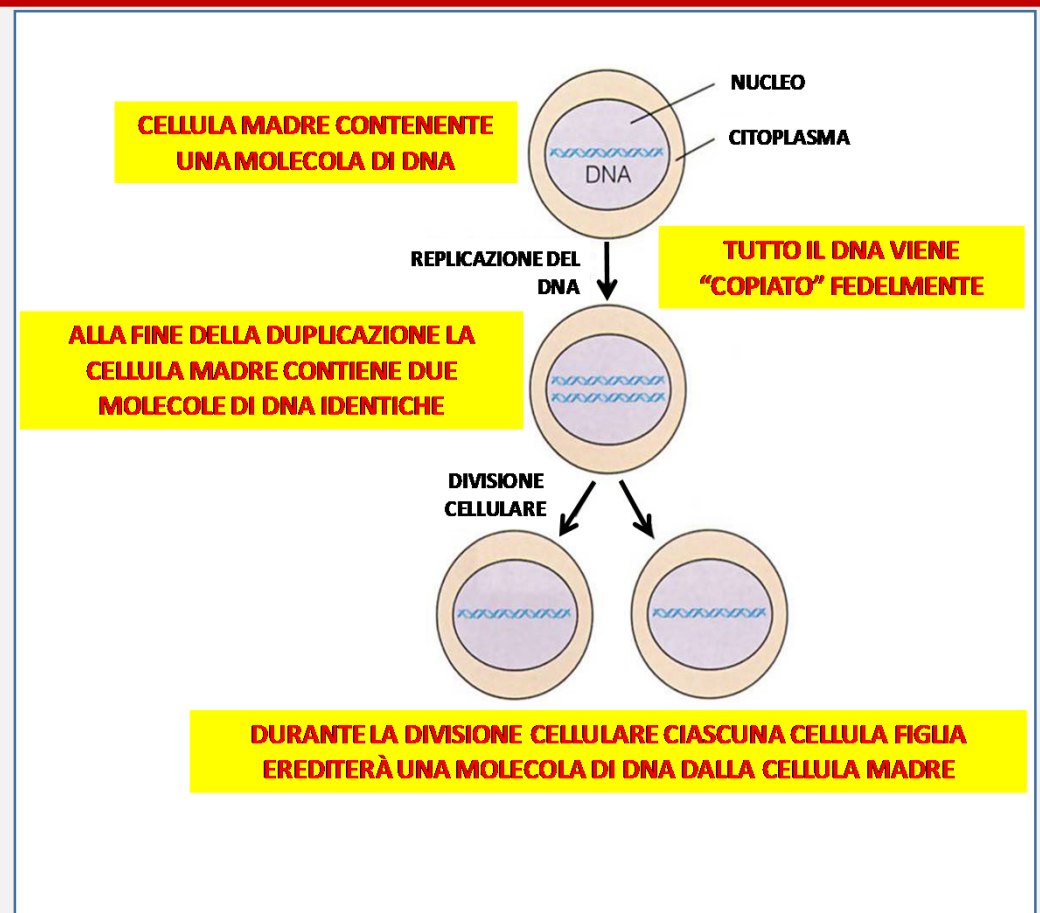 NUCLEO
CELLULA MADRE CONTENENTE
UNA MOLECOLA DI DNA
CITOPLASMA
DNA
REPLICAZIONE DEL
DNA
TUTTO IL DNA VIENE
“COPIATO” FEDELMENTE
ALLA FINE DELLA DUPLICAZIONE LA
CELLULA MADRE CONTIENE DUE
MOLECOLE DI DNA IDENTICHE
DIVISIONE
CELLULARE
DURANTE LA DIVISIONE CELLULARE CIASCUNA CELLULA FIGLIA
EREDITERÀ UNA MOLECOLA DI DNA DALLA CELLULA MADRE